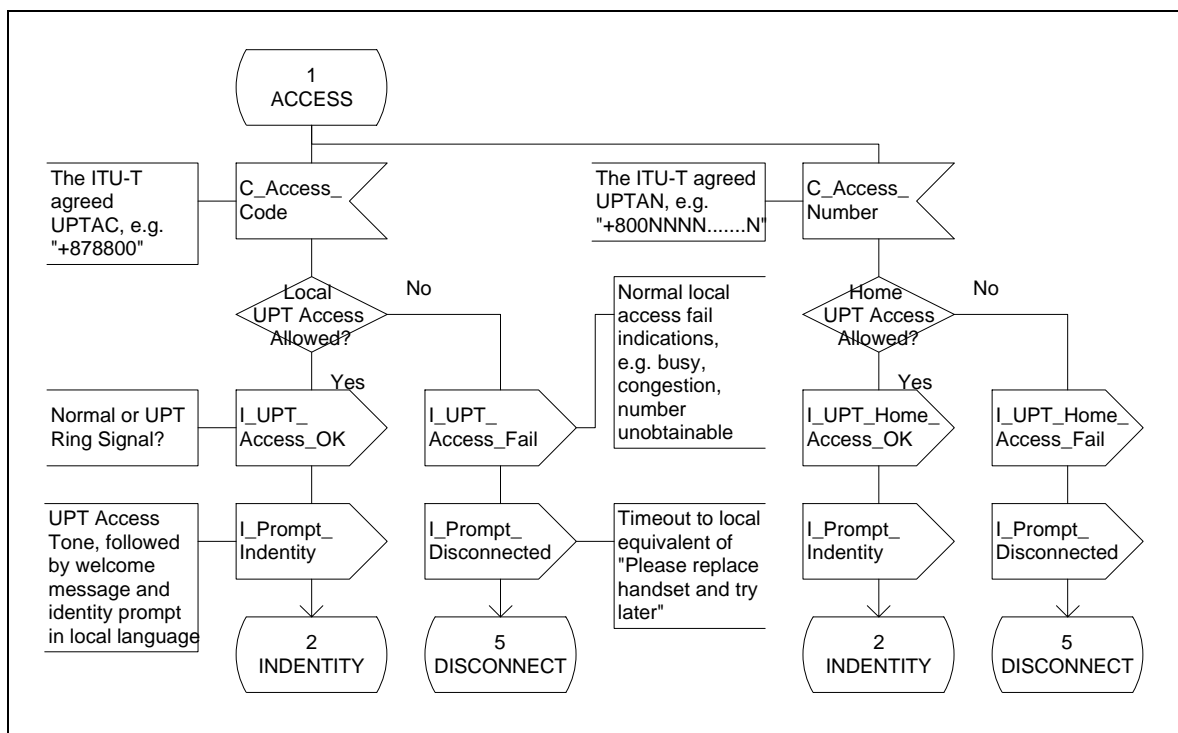 1
ACCESS
The ITU-T
agreed
UPTAC, e.g.
"+878800"
C_Access_
Code
The ITU-T agreed
UPTAN, e.g.
"+800NNNN.......N"
C_Access_
Number
Local
UPT Access
Allowed?
No
Yes
Normal local
access fail
indications,
e.g. busy,
congestion,
number
unobtainable
Home
UPT Access
Allowed?
No
Yes
Normal or UPT
Ring Signal?
I_UPT_
Access_OK
I_UPT_
Access_Fail
I_UPT_Home_
Access_OK
I_UPT_Home_
Access_Fail
UPT Access
Tone, followed
by welcome
message and
identity prompt
in local language
I_Prompt_
Indentity
I_Prompt_
Disconnected
Timeout to local
equivalent of
"Please replace
handset and try
later"
I_Prompt_
Indentity
I_Prompt_
Disconnected
2
INDENTITY
5
DISCONNECT
2
INDENTITY
5
DISCONNECT